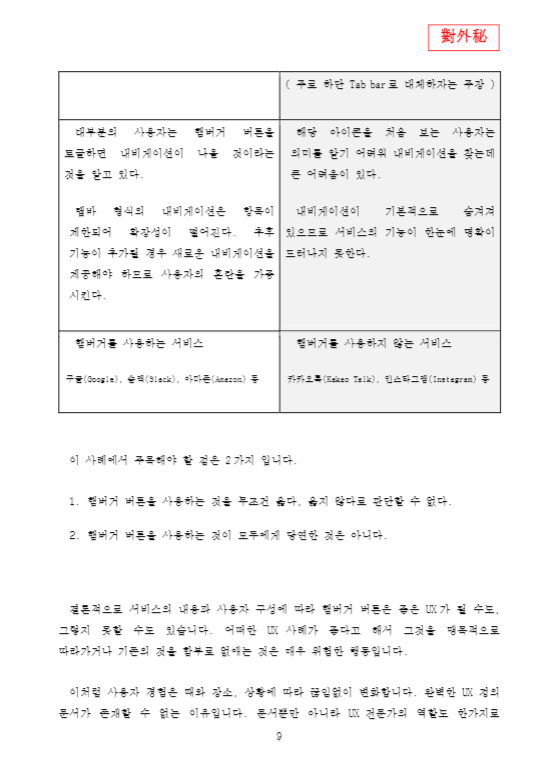 對外秘
( 주로 하단 Tab bar로 대체하자는 주장 )
대부분의 사용자는 햄버거 버튼을
토글하면 내비게이션이 나올 것이라는
것을 알고 있다.
탭바 형식의 내비게이션은 항목이
제한되어 확장성이 떨어진다. 추후
기능이 추가될 경우 새로운 내비게이션을
제공해야 하므로 사용자의 혼란을 가중
시킨다.
해당 아이콘을 처음 보는 사용자는
의미를 알기 어려워 내비게이션을 찾는데
큰 어려움이 있다.
내비게이션이 기본적으로 숨겨져
있으므로 서비스의 기능이 한눈에 명확이
드러나지 못한다.
햄버거를 사용하는 서비스
구글(Google), 슬랙(Slack), 아마존(Amazon) 등
햄버거를 사용하지 않는 서비스
카카오톡(Kakao Talk), 인스타그램(Instagram) 등
이 사례에서 주목해야 할 점은 2가지 입니다.
1. 햄버거 버튼을 사용하는 것을 무조건 옳다, 옳지 않다로 판단할 수 없다.
2. 햄버거 버튼을 사용하는 것이 모두에게 당연한 것은 아니다.
결론적으로 서비스의 내용과 사용자 구성에 따라 햄버거 버튼은 좋은 UX가 될 수도,
그렇지 못할 수도 있습니다. 어떠한 UX 사례가 좋다고 해서 그것을 맹목적으로
따라가거나 기존의 것을 함부로 없애는 것은 매우 위험한 행동입니다.
이처럼 사용자 경험은 때와 장소, 상황에 따라 끊임없이 변화합니다. 완벽한 UX 정의
문서가 존재할 수 없는 이유입니다. 문서뿐만 아니라 UX 전문가의 역할도 한가지로
9